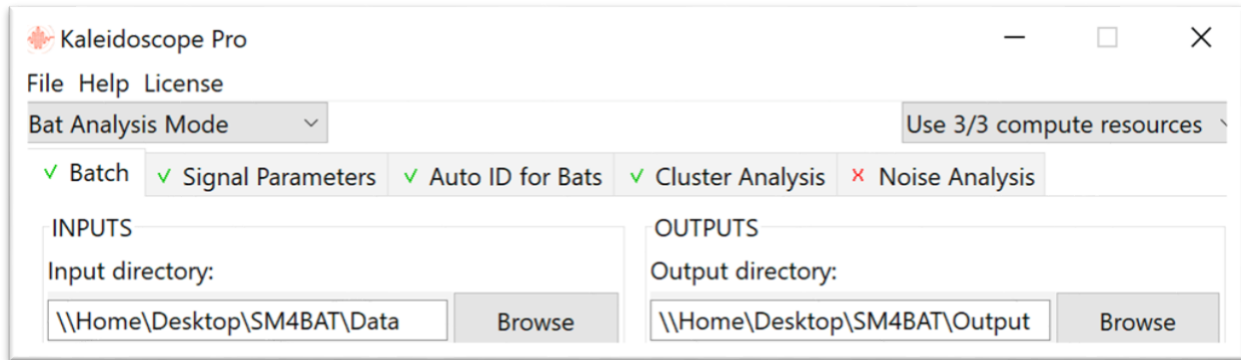 Kaleidoscope Pro
File Help License
Bat Analysis Mode Use 3/3 compute resources
Batch Signal Parameters Auto ID for Bats Cluster Analysis Noise Analysis
INPUTS OUTPUTS
Input directory: Output directory:
\\Home\Desktop\SM4BAT\Data Browse \\Home\Desktop\SM4BAT\Output Browse